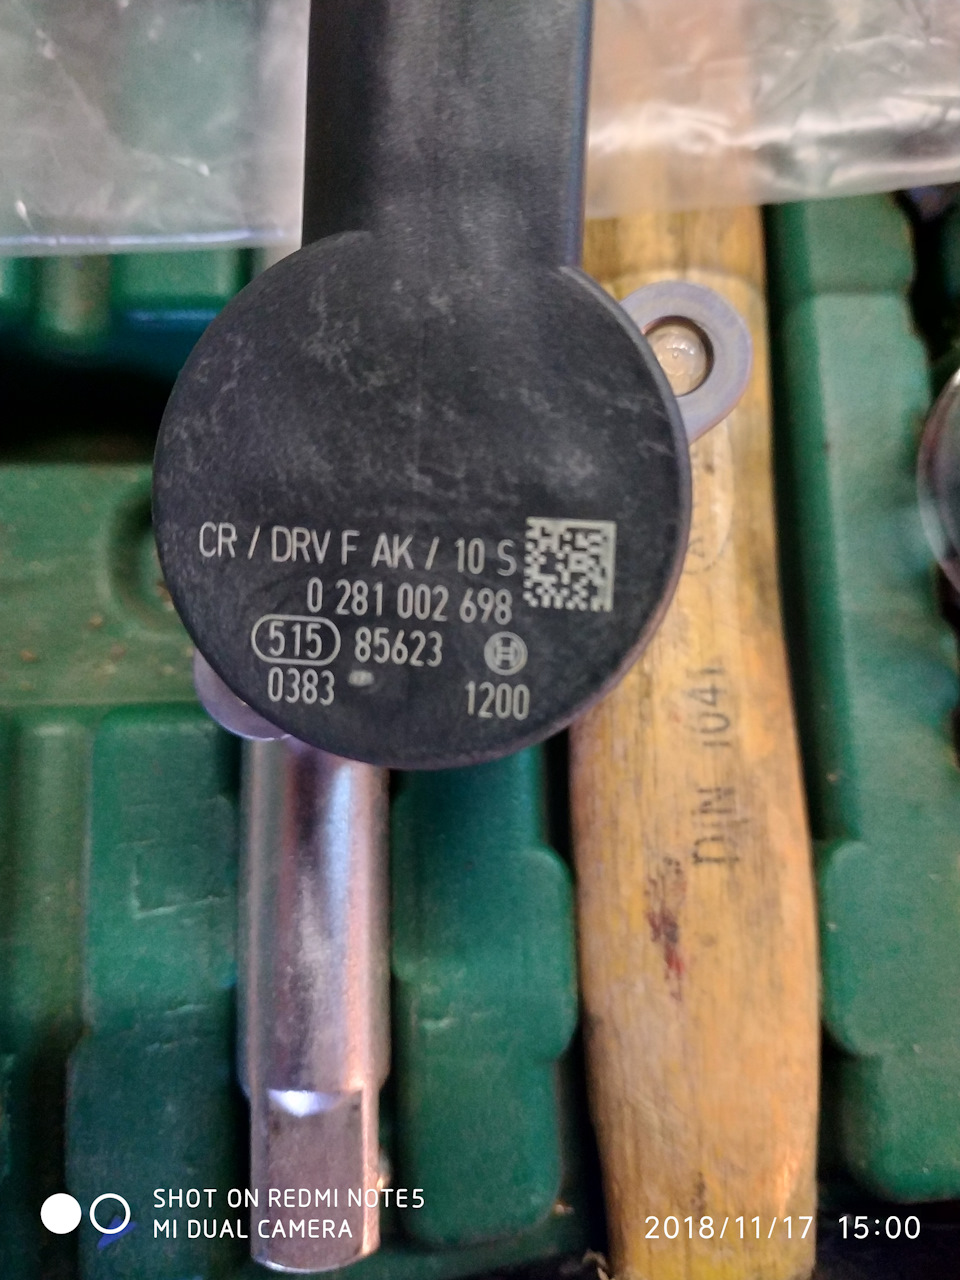 CR / DRV F AK / 10 S
0 281 002 698
515 85623
0383 1200
DIN 1041
SHOT ON REDMI NOTE5
MI DUAL CAMERA
2018/11/17 15:00